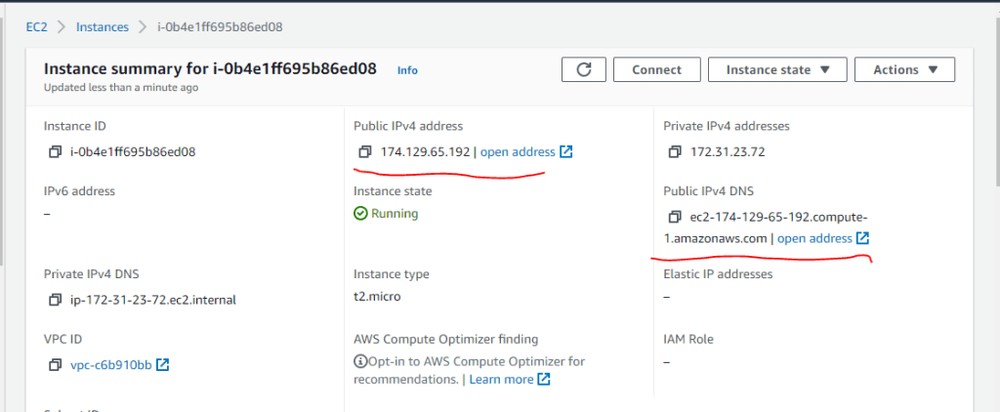 EC2 > Instances > i-0b4e1ff695b86ed08
Instance summary for i-0b4e1ff695b86ed08 Info
Updated less than a minute ago
Connect
Instance state
Actions
Instance ID
i-0b4e1ff695b86ed08
Public IPv4 address
174.129.65.192 | open address
Private IPv4 addresses
172.31.23.72
IPv6 address
–
Instance state
Running
Public IPv4 DNS
ec2-174-129-65-192.compute-
1.amazonaws.com | open address
Private IPv4 DNS
ip-172-31-23-72.ec2.internal
Instance type
t2.micro
Elastic IP addresses
–
VPC ID
vpc-c6b910bb
AWS Compute Optimizer finding
Opt-in to AWS Compute Optimizer for
recommendations. | Learn more
IAM Role
–